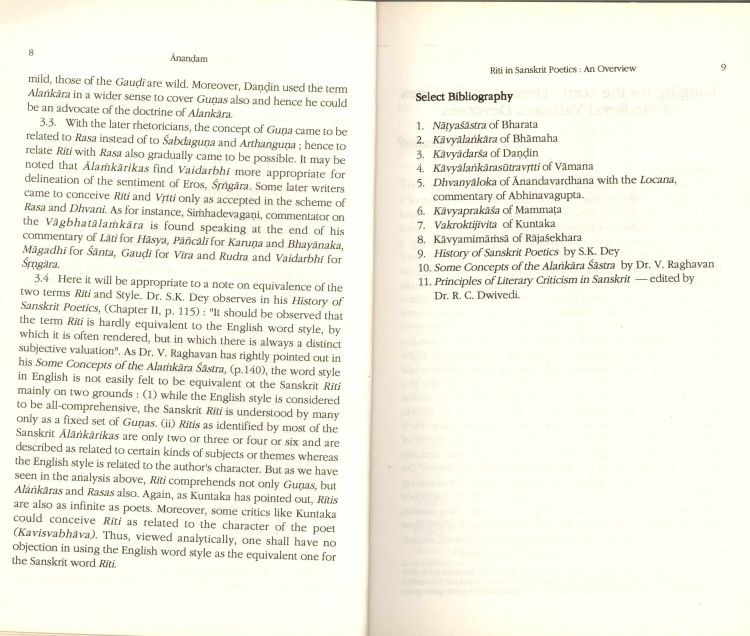 8
Ānandam
mild, those of the Gauḍī are wild. Moreover, Daṇḍin used the term
Alaṅkāra in a wider sense to cover Guṇas also and hence he could
be an advocate of the doctrine of Alankāra.
3.3. With the later rhetoricians, the concept of Guṇa came to be
related to Rasa instead of to Śabdaguṇa and Arthanguṇa ; hence to
relate Rīti with Rasa also gradually came to be possible. It may be
noted that Ālaṁkārikas find Vaidarbhī more appropriate for
delineation of the sentiment of Eros, Śṛṅgāra. Some later writers
came to conceive Rīti and Vṛtti only as accepted in the scheme of
Rasa and Dhvani. As for instance, Siṁhadevagaṇi, commentator on
the Vāgbhatālaṁkāra is found speaking at the end of his
commentary of Lāti for Hāsya, Pāñcālī for Karuṇa and Bhayānaka,
Māgadhī for Śānta, Gauḍī for Vīra and Rudra and Vaidarbhī for
Śṛngāra.
3.4 Here it will be appropriate to a note on equivalence of the
two terms Rīti and Style. Dr. S.K. Dey observes in his History of
Sanskrit Poetics, (Chapter II, p. 115) : "It should be observed that
the term Rīti is hardly equivalent to the English word style, by
which it is often rendered, but in which there is always a distinct
subjective valuation". As Dr. V. Raghavan has rightly pointed out in
his Some Concepts of the Alaṁkāra Śāstra, (p.140), the word style
in English is not easily felt to be equivalent ot the Sanskrit Rīti
mainly on two grounds : (1) while the English style is considered
to be all-comprehensive, the Sanskrit Rīti is understood by many
only as a fixed set of Guṇas. (ii) Rītis as identified by most of the
Sanskrit Ālāṅkārikas are only two or three or four or six and are
described as related to certain kinds of subjects or themes whereas
the English style is related to the author's character. But as we have
seen in the analysis above, Rīti comprehends not only Guṇas, but
Alaṅkāras and Rasas also. Again, as Kuntaka has pointed out, Rītis
are also as infinite as poets. Moreover, some critics like Kuntaka
could conceive Rīti as related to the character of the poet
(Kavisvabhāva). Thus, viewed analytically, one shall have no
objection in using the English word style as the equivalent one for
the Sanskrit word Rīti.
Riti in Sanskrit Poetics : An Overview
9
Select Bibliography
1. Nāṭyaśāstra of Bharata
2. Kāvyālaṅkāra of Bhāmaha
3. Kāvyādarśa of Daṇḍin
4. Kāvyālaṅkārasūtravṛtti of Vāmana
5. Dhvanyāloka of Ānandavardhana with the Locana,
commentary of Abhinavagupta.
6. Kāvyaprakāśa of Mammaṭa
7. Vakroktijīvita of Kuntaka
8. Kāvyamimāṁsā of Rājaśekhara
9. History of Sanskrit Poetics by S.K. Dey
10. Some Concepts of the Alaṅkāra Śāstra by Dr. V. Raghavan
11. Principles of Literary Criticism in Sanskrit — edited by
Dr. R. C. Dwivedi.